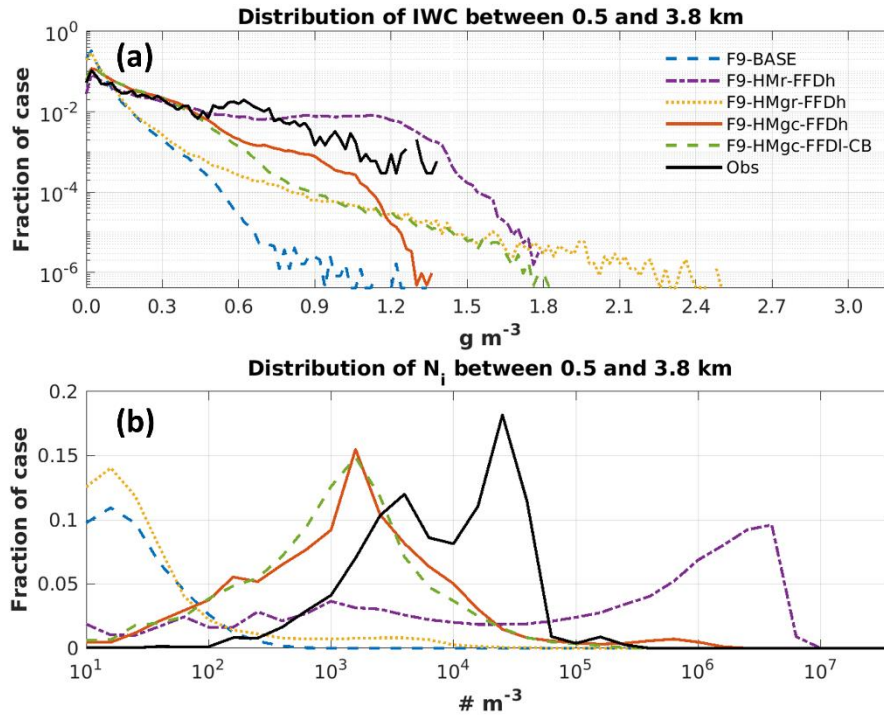 Distribution of IWC between 0.5 and 3.8 km
(a)
Fraction of case
10^0
10^-2
10^-4
10^-6
F9-BASE
F9-HMr-FFDh
F9-HMgr-FFDh
F9-HMgc-FFDh
F9-HMgc-FFDl-CB
Obs
0.0 0.3 0.6 0.9 1.2 1.5 1.8 2.1 2.4 2.7 3.0
g m^-3
Distribution of N_i between 0.5 and 3.8 km
(b)
Fraction of case
0.2
0.15
0.1
0.05
0
10^1 10^2 10^3 10^4 10^5 10^6 10^7
# m^-3